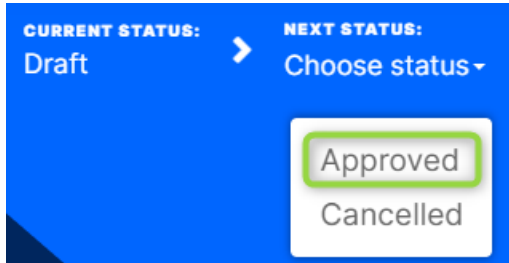 CURRENT STATUS:
Draft
NEXT STATUS:
Choose status
Approved
Cancelled